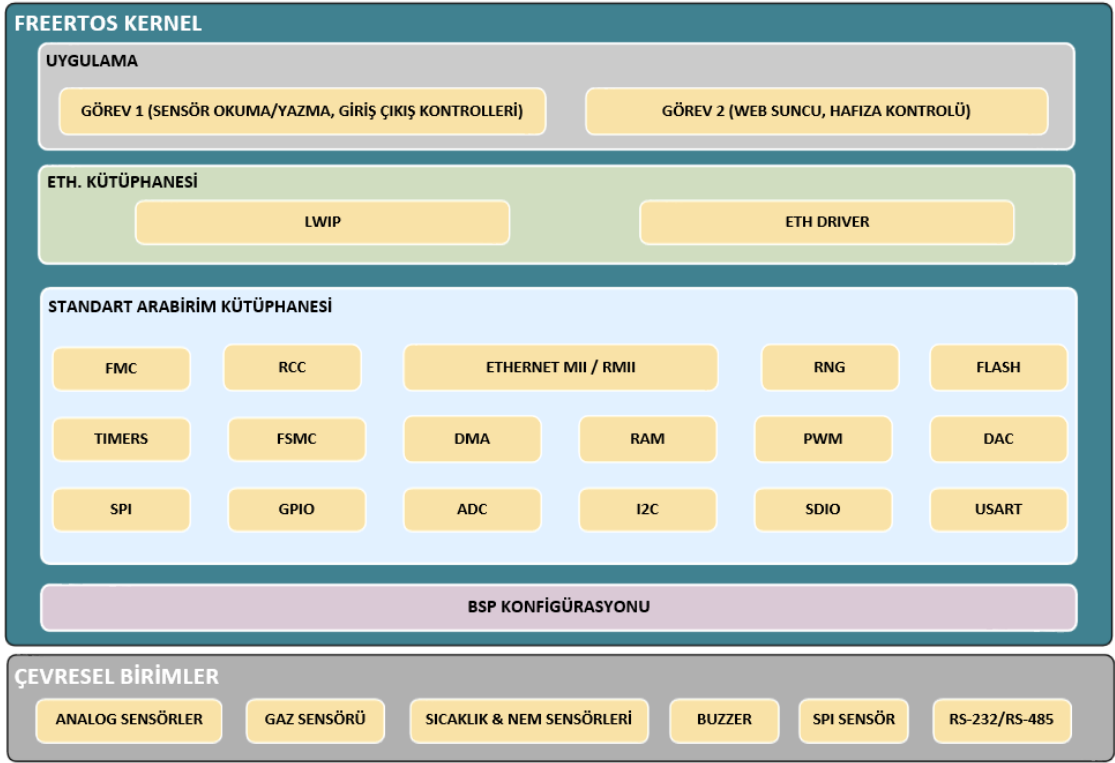 FREERTOS KERNEL
UYGULAMA
GÖREV 1 (SENSÖR OKUMA/YAZMA, GİRİŞ ÇIKIŞ KONTROLLERİ)
GÖREV 2 (WEB SUNCU, HAFIZA KONTROLÜ)
ETH. KÜTÜPHANESİ
LWIP
ETH DRIVER
STANDART ARABİRİM KÜTÜPHANESİ
FMC
RCC
ETHERNET MII / RMII
RNG
FLASH
TIMERS
FSMC
DMA
RAM
PWM
DAC
SPI
GPIO
ADC
I2C
SDIO
USART
BSP KONFİGÜRASYONU
ÇEVRESEL BİRİMLER
ANALOG SENSÖRLER
GAZ SENSÖRÜ
SICAKLIK & NEM SENSÖRLERİ
BUZZER
SPI SENSÖR
RS-232/RS-485